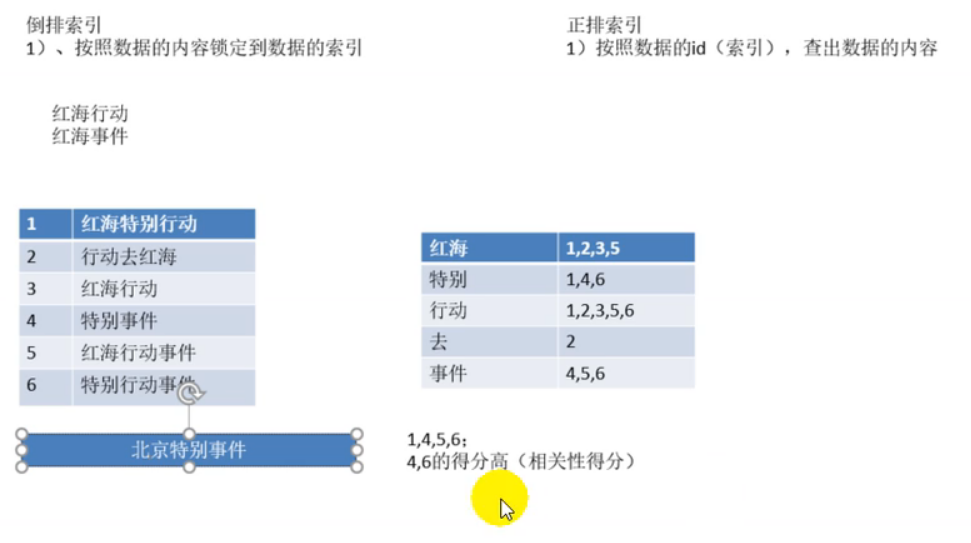 倒排索引
1）、按照数据的内容锁定到数据的索引
正排索引
1）按照数据的id（索引），查出数据的内容
红海行动
红海事件
1 红海特别行动
2 行动去红海
3 红海行动
4 特别事件
5 红海行动事件
6 特别行动事件
红海 1,2,3,5
特别 1,4,6
行动 1,2,3,5,6
去 2
事件 4,5,6
北京特别事件
1,4,5,6；
4,6的得分高（相关性得分）